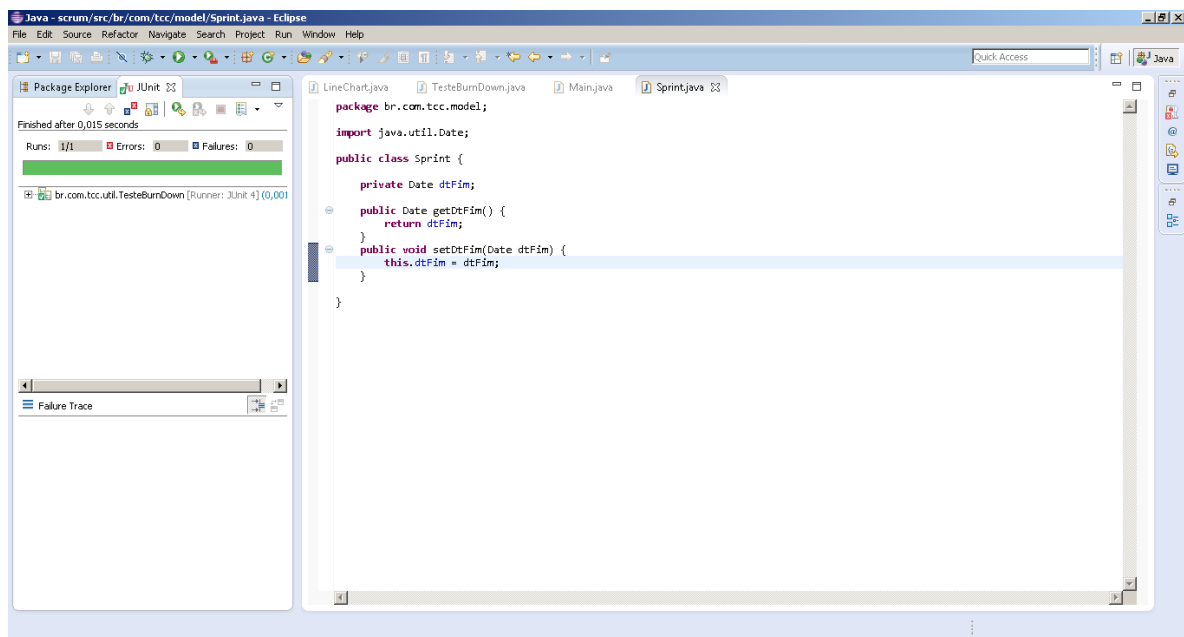 Java - scrum/src/br/com/tcc/model/Sprint.java - Eclipse
File Edit Source Refactor Navigate Search Project Run Window Help
Quick Access
Java
Package Explorer
JUnit
Finished after 0,015 seconds
Runs: 1/1
Errors: 0
Failures: 0
br.com.tcc.util.TesteBurnDown [Runner: JUnit 4] (0,001
Failure Trace
LineChart.java
TesteBurnDown.java
Main.java
Sprint.java
package br.com.tcc.model;
import java.util.Date;
public class Sprint {
private Date dtFim;
public Date getDtFim() {
return dtFim;
}
public void setDtFim(Date dtFim) {
this.dtFim = dtFim;
}
}